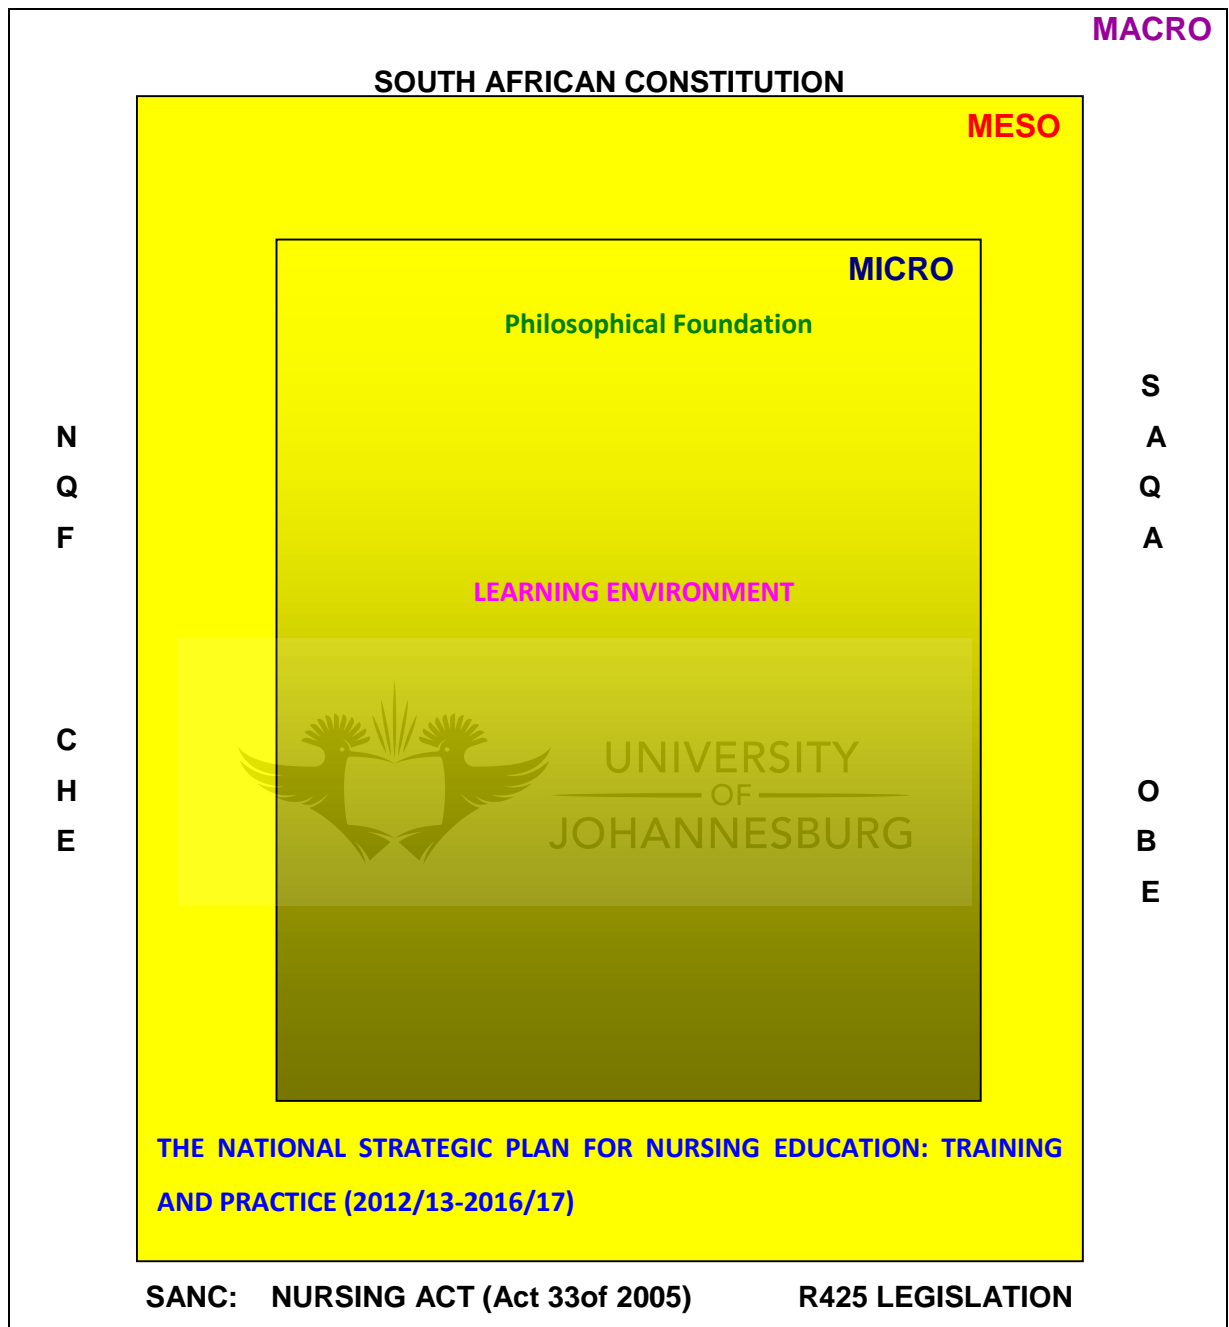 MACRO
SOUTH AFRICAN CONSTITUTION
MESO
MICRO
Philosophical Foundation
N
Q
F
S
A
Q
A
LEARNING ENVIRONMENT
C
H
E
UNIVERSITY
OF
JOHANNESBURG
O
B
E
THE NATIONAL STRATEGIC PLAN FOR NURSING EDUCATION: TRAINING
AND PRACTICE (2012/13-2016/17)
SANC: NURSING ACT (Act 33of 2005) R425 LEGISLATION